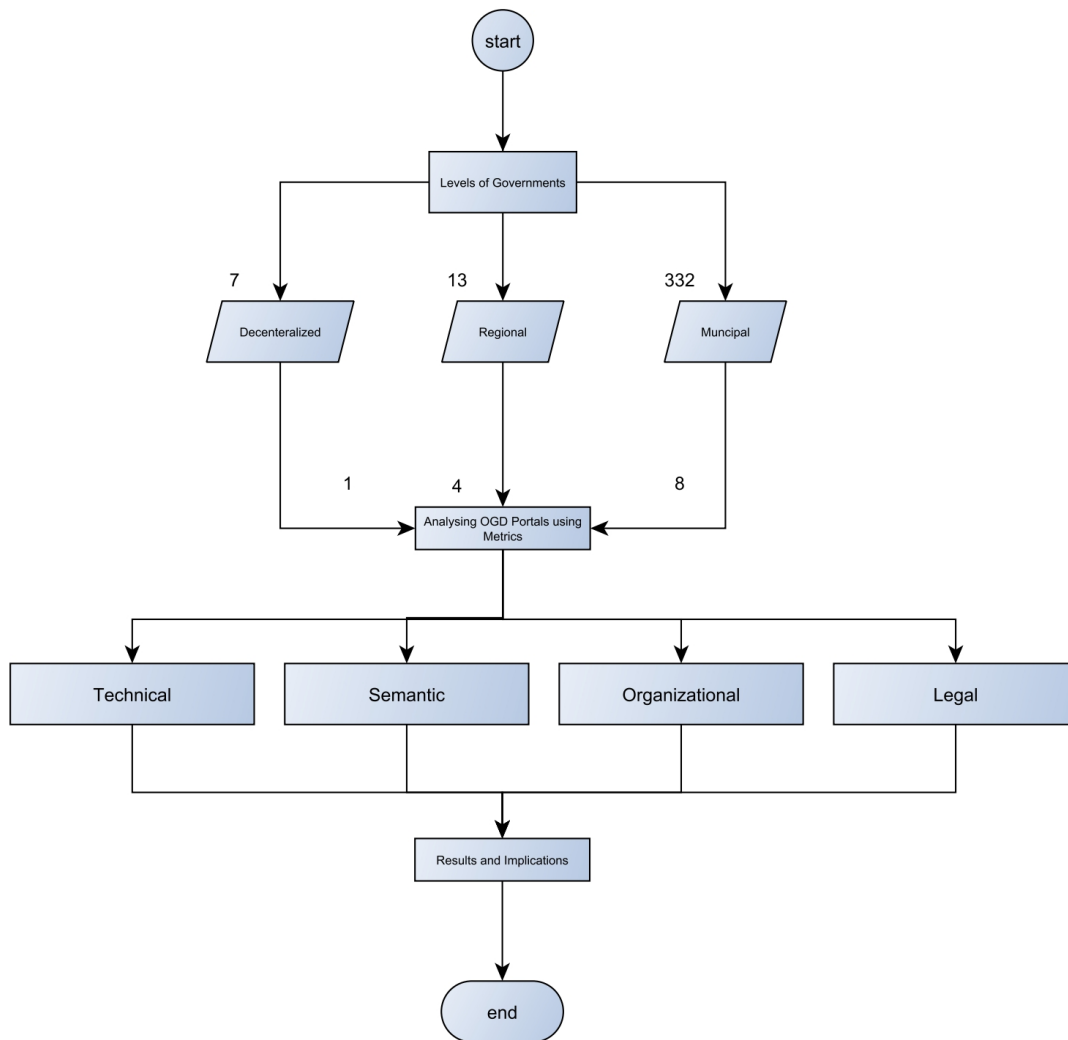 start
Levels of Governments
7
13
332
Decenteralized
Regional
Muncipal
1
4
8
Analysing OGD Portals using
Metrics
Technical
Semantic
Organizational
Legal
Results and Implications
end